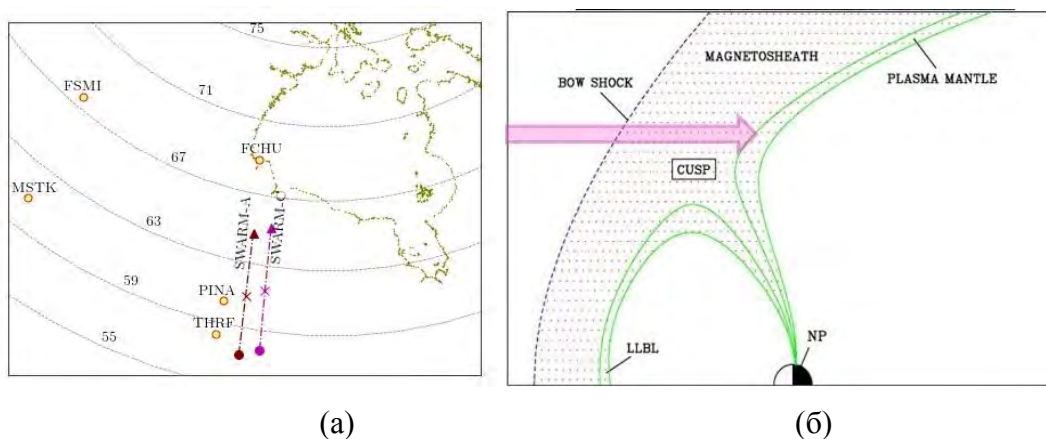 75
FSMI
71
FCHU
67
MSTK
SWARM-A
SWARM-C
63
PINA
59
THRF
55
MAGNETOSHEATH
BOW SHOCK
PLASMA MANTLE
CUSP
LLBL
NP
(а)
(б)